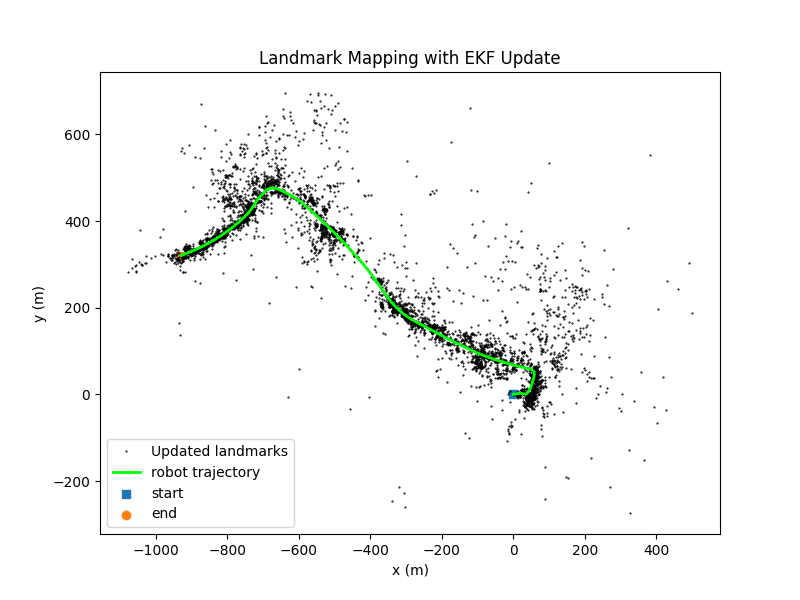 Landmark Mapping with EKF Update
y (m)
600
400
200
0
−200
Updated landmarks
robot trajectory
start
end
−1000 −800 −600 −400 −200 0 200 400
x (m)